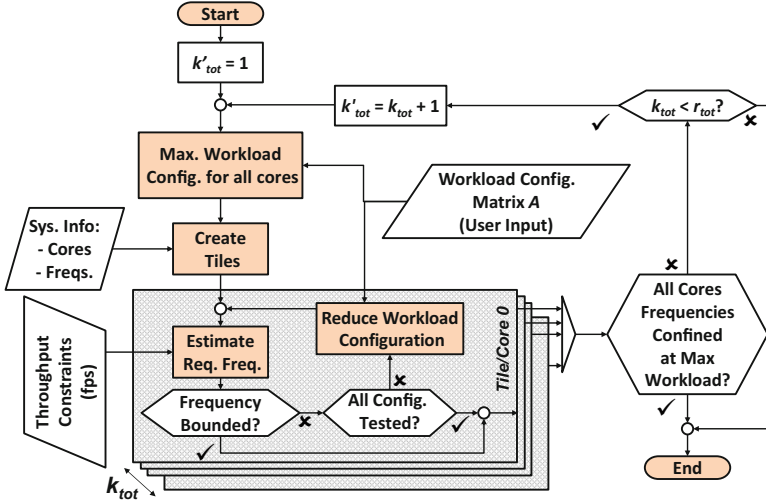 Start
k'tot = 1
k'tot = ktot + 1
ktot < rtot?
Max. Workload
Config. for all cores
Workload Config.
Matrix A
(User Input)
Sys. Info:
- Cores
- Freqs.
Create
Tiles
Throughput
Constraints
(fps)
Estimate
Req. Freq.
Reduce Workload
Configuration
Tile/Core 0
Frequency
Bounded?
All Config.
Tested?
All Cores
Frequencies
Confined
at Max
Workload?
ktot
End